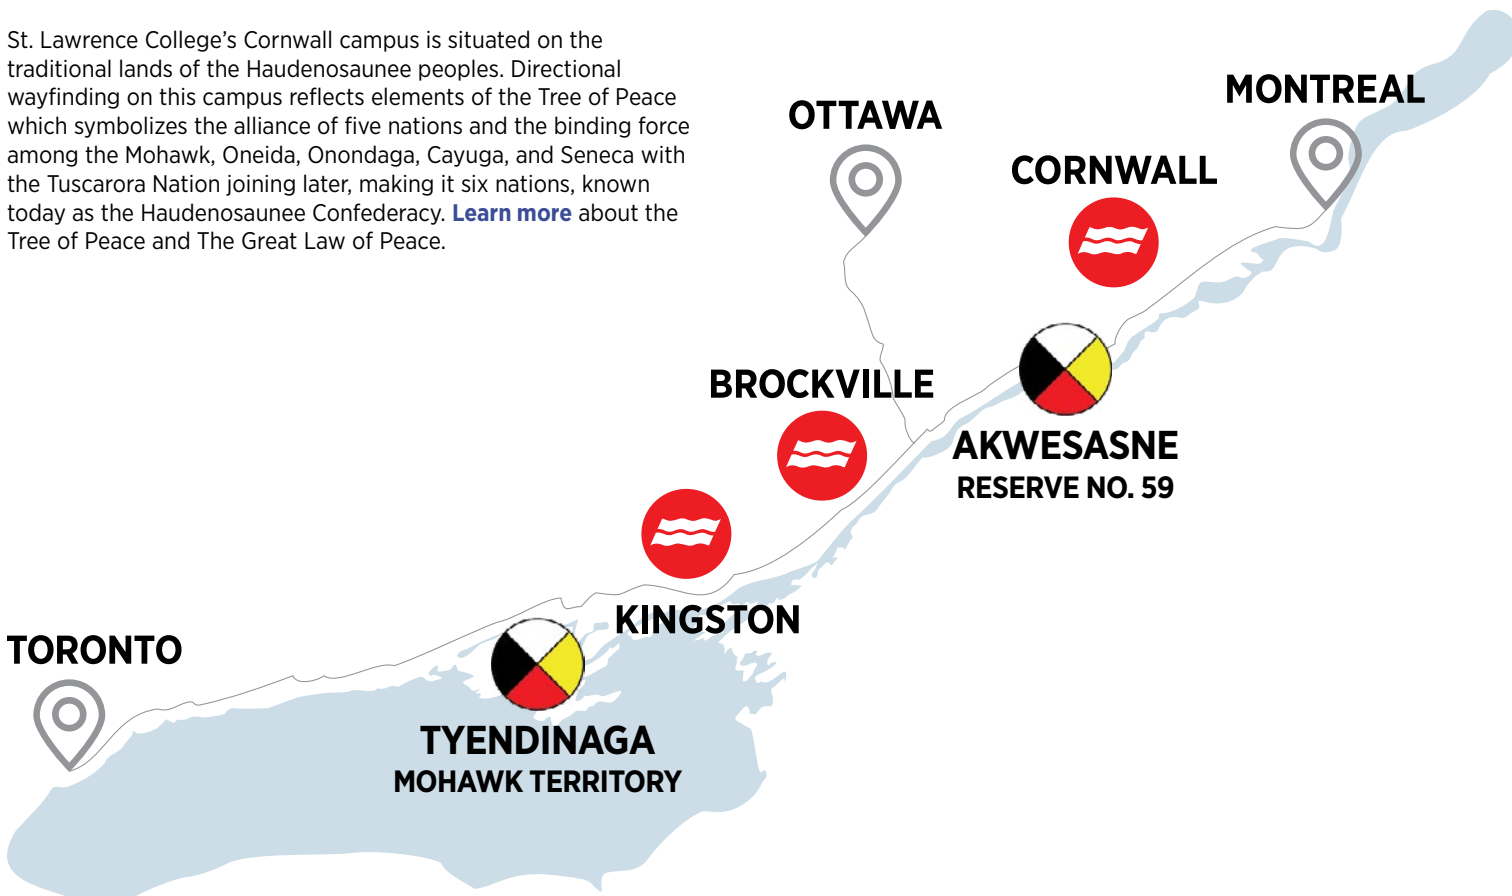 St. Lawrence College’s Cornwall campus is situated on the
traditional lands of the Haudenosaunee peoples. Directional
wayfinding on this campus reflects elements of the Tree of Peace
which symbolizes the alliance of five nations and the binding force
among the Mohawk, Oneida, Onondaga, Cayuga, and Seneca with
the Tuscarora Nation joining later, making it six nations, known
today as the Haudenosaunee Confederacy. Learn more about the
Tree of Peace and The Great Law of Peace.
MONTREAL
OTTAWA
CORNWALL
BROCKVILLE
AKWESASNE
RESERVE NO. 59
KINGSTON
TORONTO
TYENDINAGA
MOHAWK TERRITORY